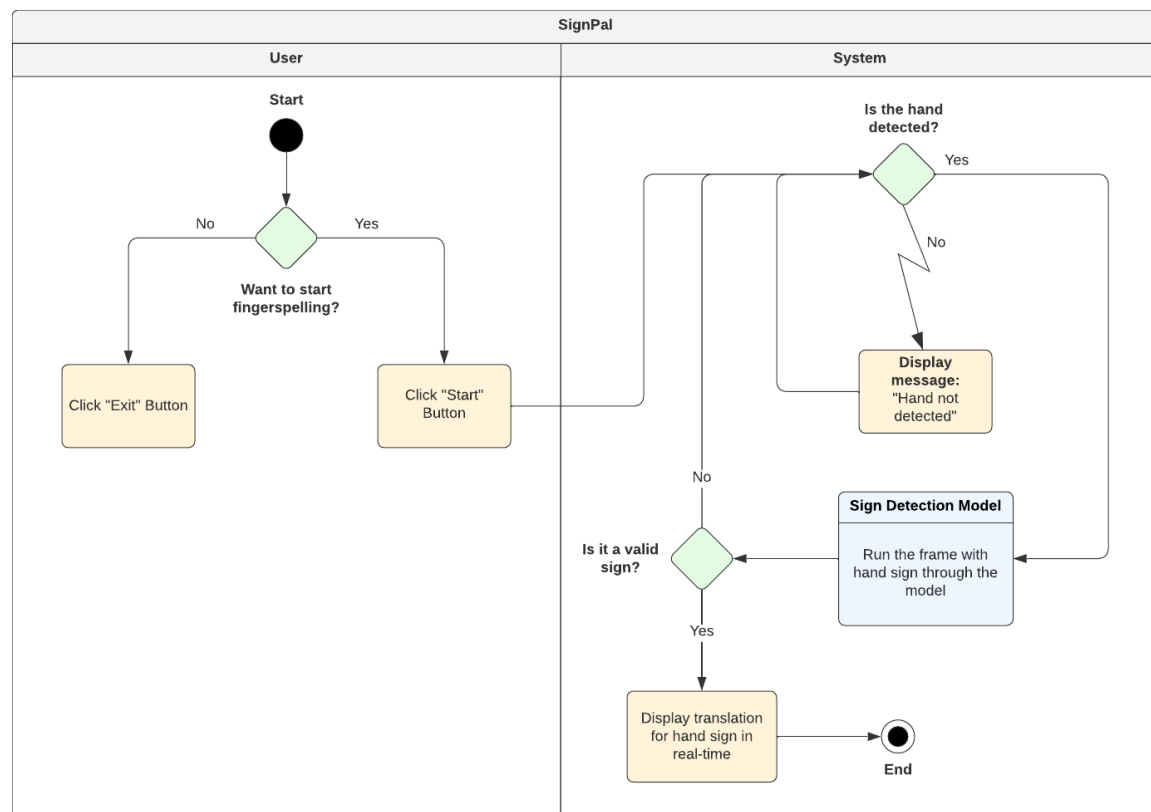 SignPal
User
System
Start
No
Yes
Want to start
fingerspelling?
Click "Exit" Button
Click "Start"
Button
Is the hand
detected?
Yes
No
Display
message:
"Hand not
detected"
Sign Detection Model
Run the frame with
hand sign through the
model
No
Is it a valid
sign?
Yes
Display translation
for hand sign in
real-time
End